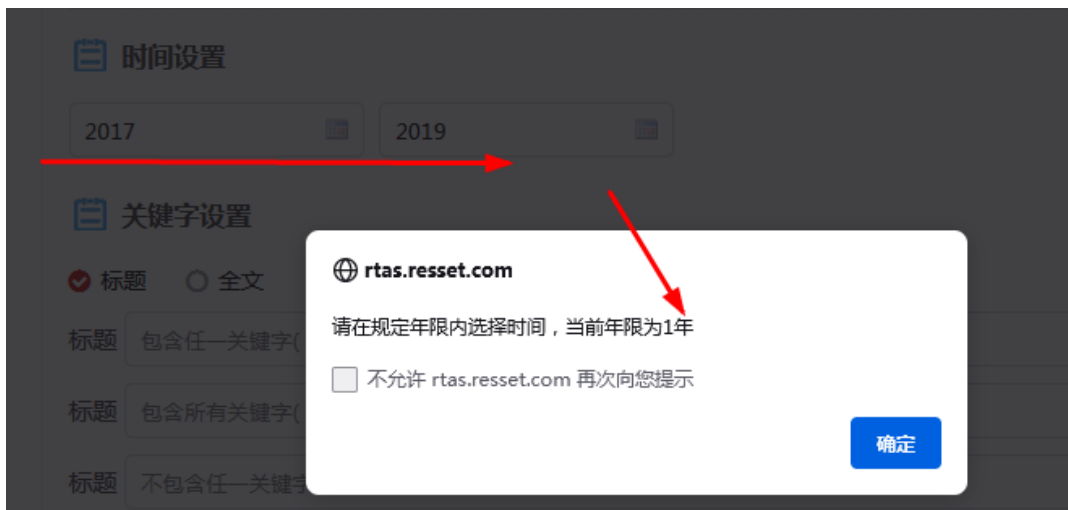 时间设置
2017 2019
关键字设置
标题 全文
rtas.resset.com
请在规定年限内选择时间，当前年限为1年
标题 包含任一关键字(
不允许 rtas.resset.com 再次向您提示
标题 包含所有关键字(
确定
标题 不包含任一关键字